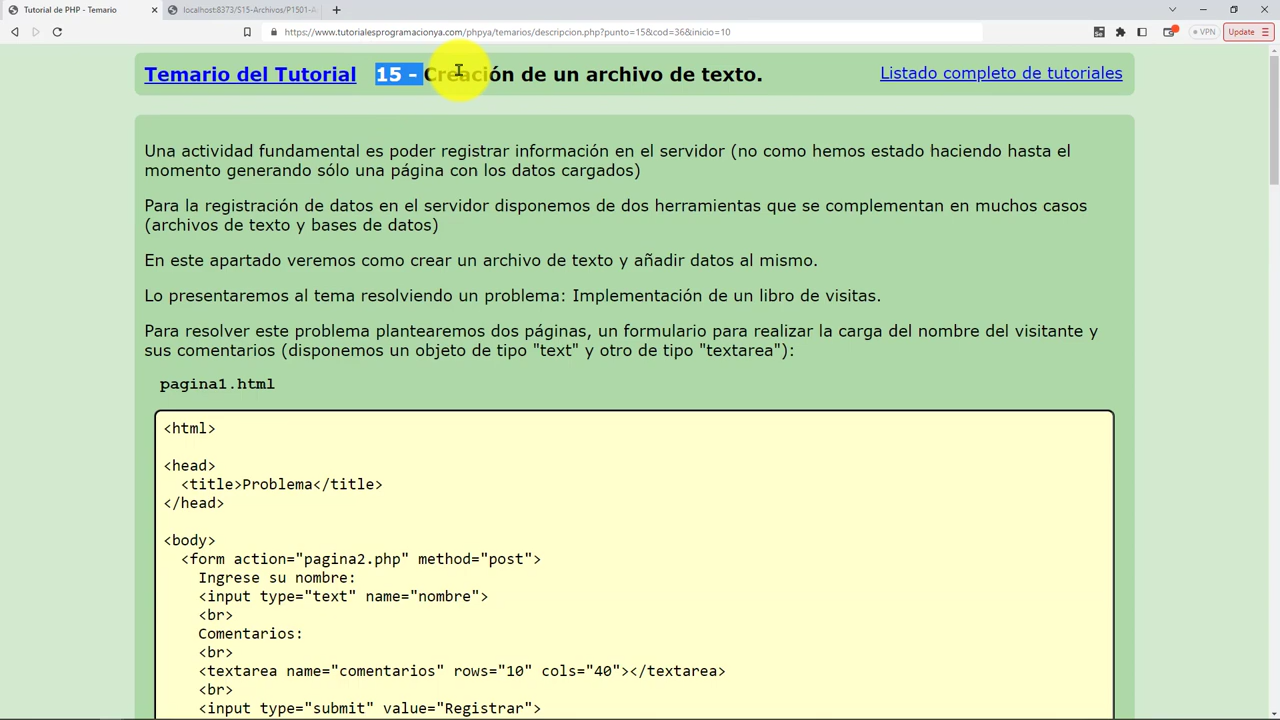 Tutorial de PHP - Temario
localhost:8373/S15-Archivos/P1501-A
https://www.tutorialesprogramacionya.com/phpya/temarios/descripcion.php?punto=15&cod=36&inicio=10
VPN
Update
Temario del Tutorial 15 - Creación de un archivo de texto. Listado completo de tutoriales
Una actividad fundamental es poder registrar información en el servidor (no como hemos estado haciendo hasta el
momento generando sólo una página con los datos cargados)
Para la registración de datos en el servidor disponemos de dos herramientas que se complementan en muchos casos
(archivos de texto y bases de datos)
En este apartado veremos como crear un archivo de texto y añadir datos al mismo.
Lo presentaremos al tema resolviendo un problema: Implementación de un libro de visitas.
Para resolver este problema plantearemos dos páginas, un formulario para realizar la carga del nombre del visitante y
sus comentarios (disponemos un objeto de tipo "text" y otro de tipo "textarea"):
pagina1.html
<html>
<head>
<title>Problema</title>
</head>
<body>
<form action="pagina2.php" method="post">
Ingrese su nombre:
<input type="text" name="nombre">
<br>
Comentarios:
<br>
<textarea name="comentarios" rows="10" cols="40"></textarea>
<br>
<input type="submit" value="Registrar">